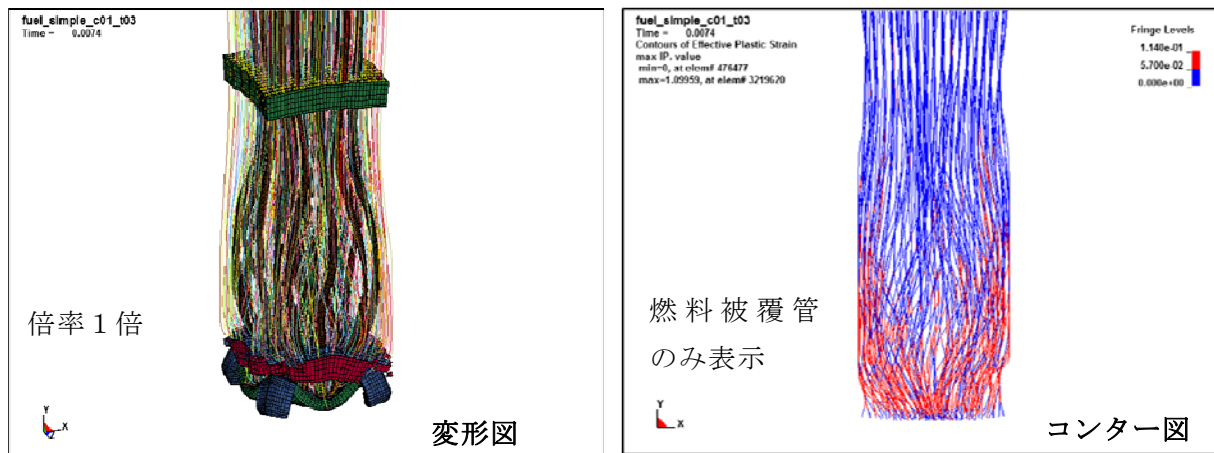 fuel_simple_c01_t03
Time = 0.0074
倍率１倍
Y
X
Z
変形図
fuel_simple_c01_t03
Time = 0.0074
Contours of Effective Plastic Strain
max IP. value
min=0, at elem# 476477
max=1.09959, at elem# 3219620
Fringe Levels
1.140e-01
5.700e-02
0.000e+00
燃料被覆管
のみ表示
Y
X
コンター図